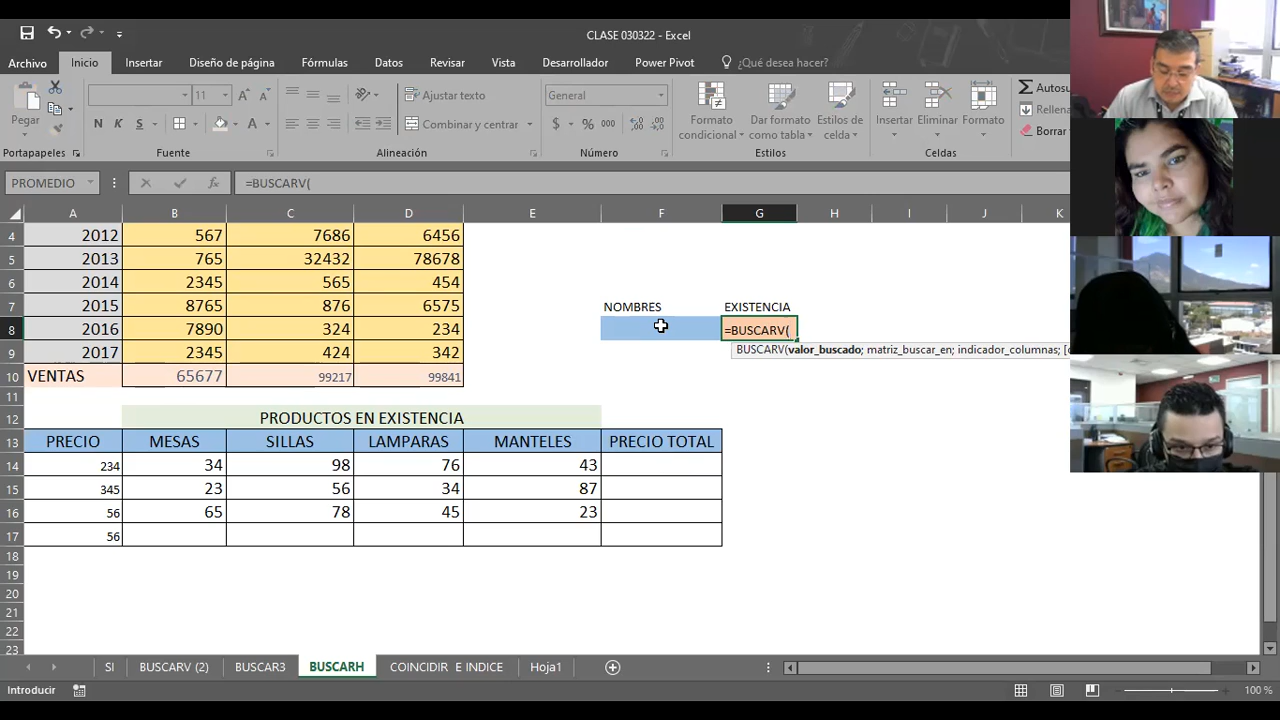 CLASE 030322 - Excel
Archivo Inicio Insertar Diseño de página Fórmulas Datos Revisar Vista Desarrollador Power Pivot ¿Qué desea hacer?
Pegar
11
N K S
Ajustar texto
Combinar y centrar
General
$ % 000
Formato condicional
Dar formato como tabla
Estilos de celda
Insertar Eliminar Formato
Autosu
Rellena
Borrar
Portapapeles Fuente Alineación Número Estilos Celdas
PROMEDIO fx =BUSCARV(
A B C D E F G H I J K
4 2012 567 7686 6456
5 2013 765 32432 78678
6 2014 2345 565 454
7 2015 8765 876 6575 NOMBRES EXISTENCIA
8 2016 7890 324 234 =BUSCARV(
9 2017 2345 424 342 BUSCARV(valor_buscado; matriz_buscar_en; indicador_columnas; [
10 VENTAS 65677 99217 99841
11
12 PRODUCTOS EN EXISTENCIA
13 PRECIO MESAS SILLAS LAMPARAS MANTELES PRECIO TOTAL
14 234 34 98 76 43
15 345 23 56 34 87
16 56 65 78 45 23
17 56
18
19
20
21
22
23
SI BUSCARV (2) BUSCAR3 BUSCARH COINCIDIR E INDICE Hoja1
Introducir 100 %